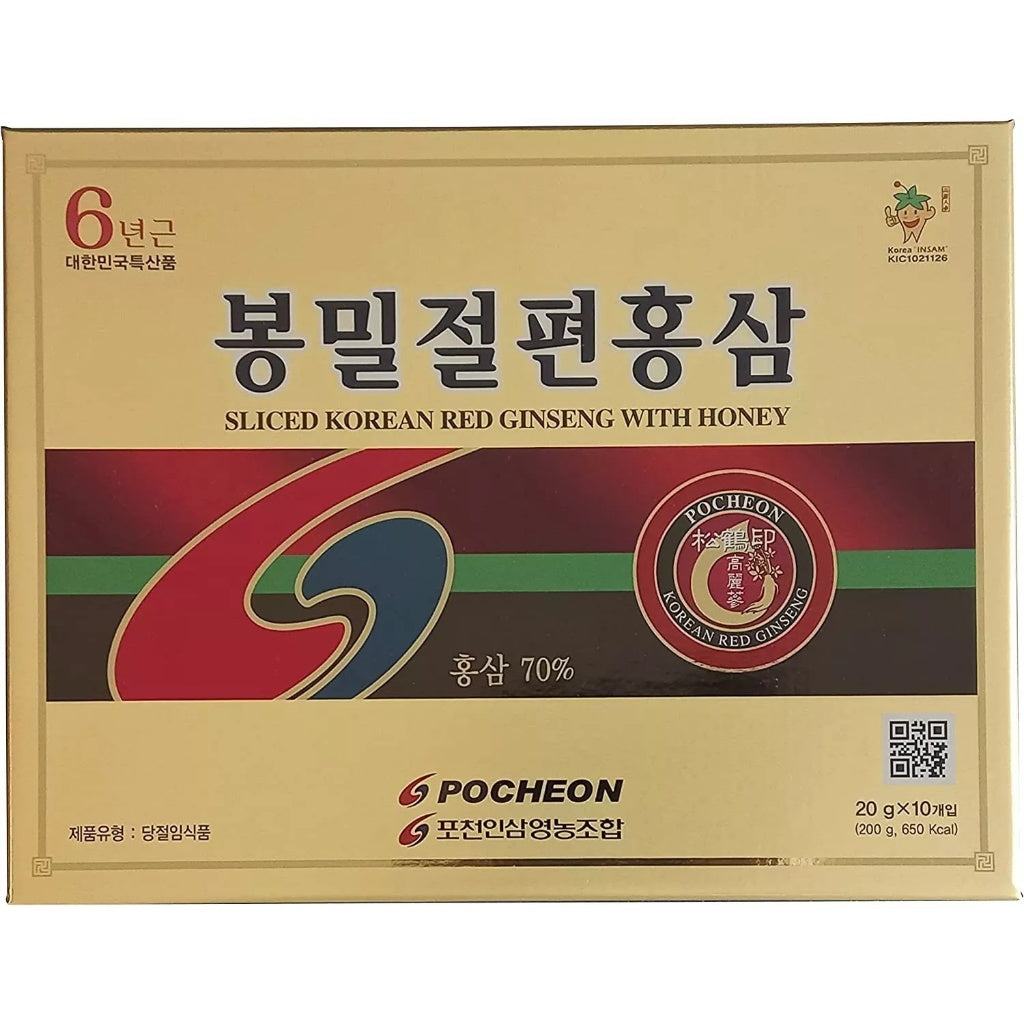 6년근
대한민국특산품
Korea "INSAM"
KIC1021126
봉밀절편홍삼
SLICED KOREAN RED GINSENG WITH HONEY
POCHEON
松鶴印
高麗蔘
KOREAN RED GINSENG
홍삼 70%
POCHEON
포천인삼영농조합
제품유형 : 당절임식품
20 g×10개입
(200 g, 650 Kcal)